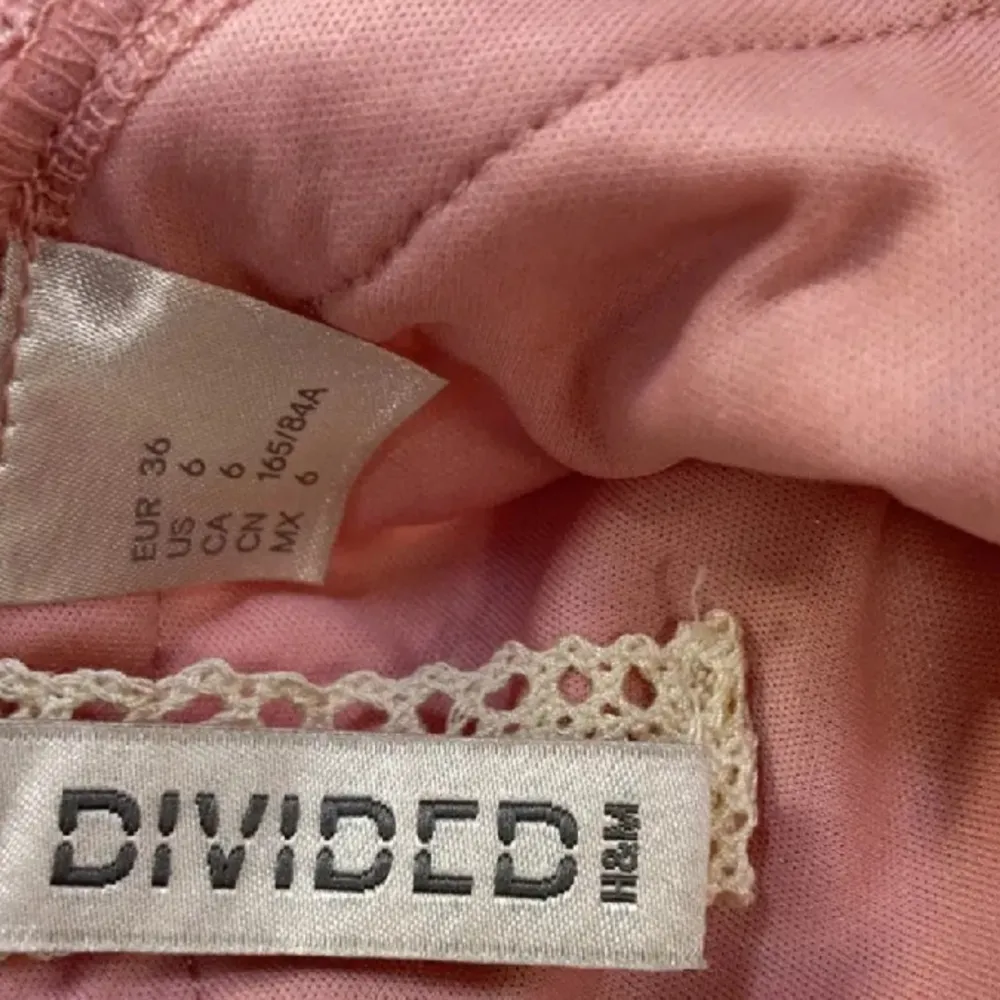 EUR 36
US 6
CA 6
CN 165/84A
MX 6
DIVIDED
H&M